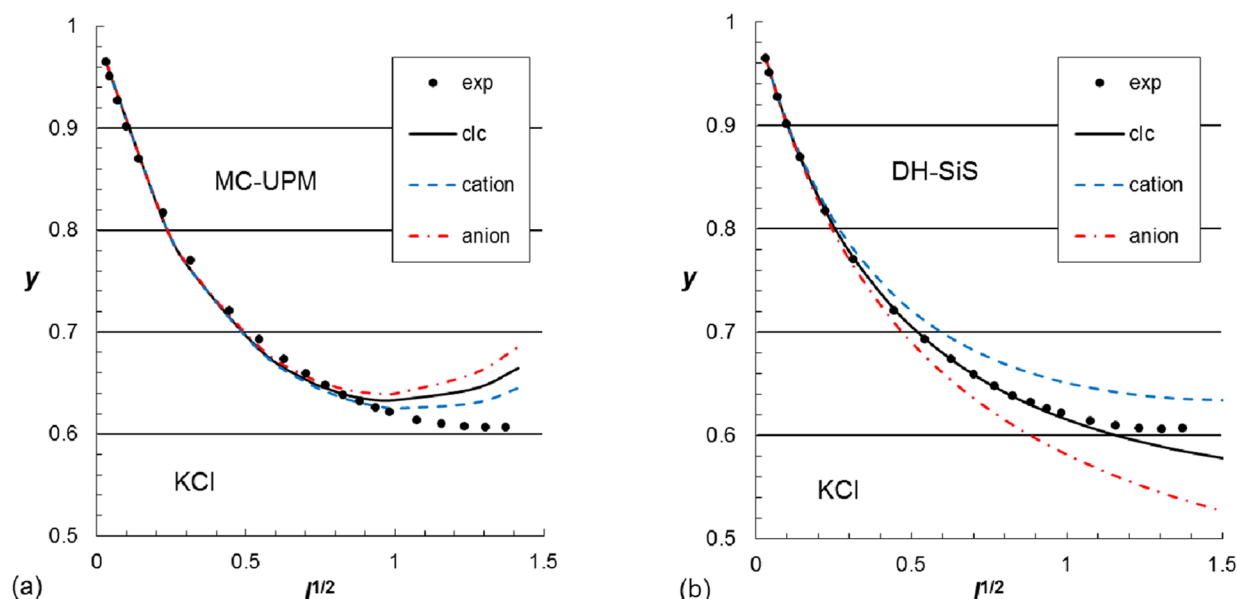 1
0.9
0.8
y
0.7
0.6
0.5
0
0.5
1
1.5
I^1/2
exp
clc
cation
anion
MC-UPM
KCl
(a)
1
0.9
0.8
y
0.7
0.6
0.5
0
0.5
1
1.5
I^1/2
exp
clc
cation
anion
DH-SiS
KCl
(b)